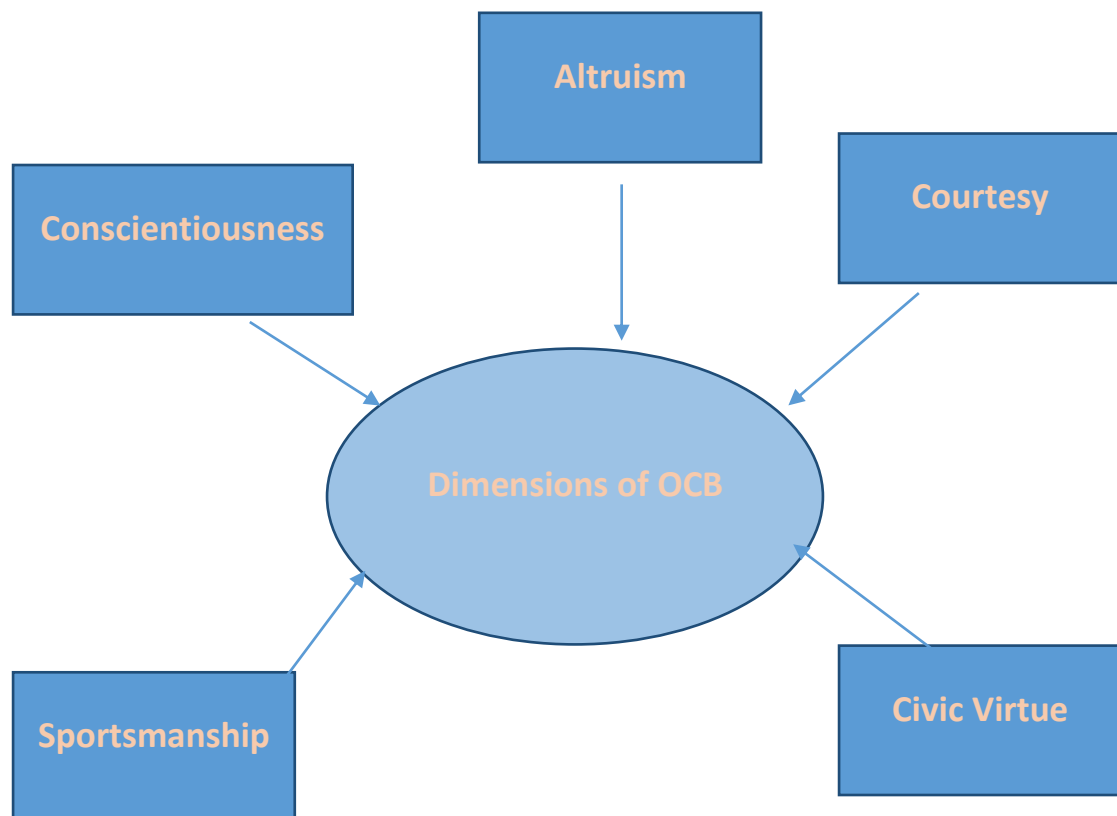 Altruism
Courtesy
Conscientiousness
Dimensions of OCB
Civic Virtue
Sportsmanship